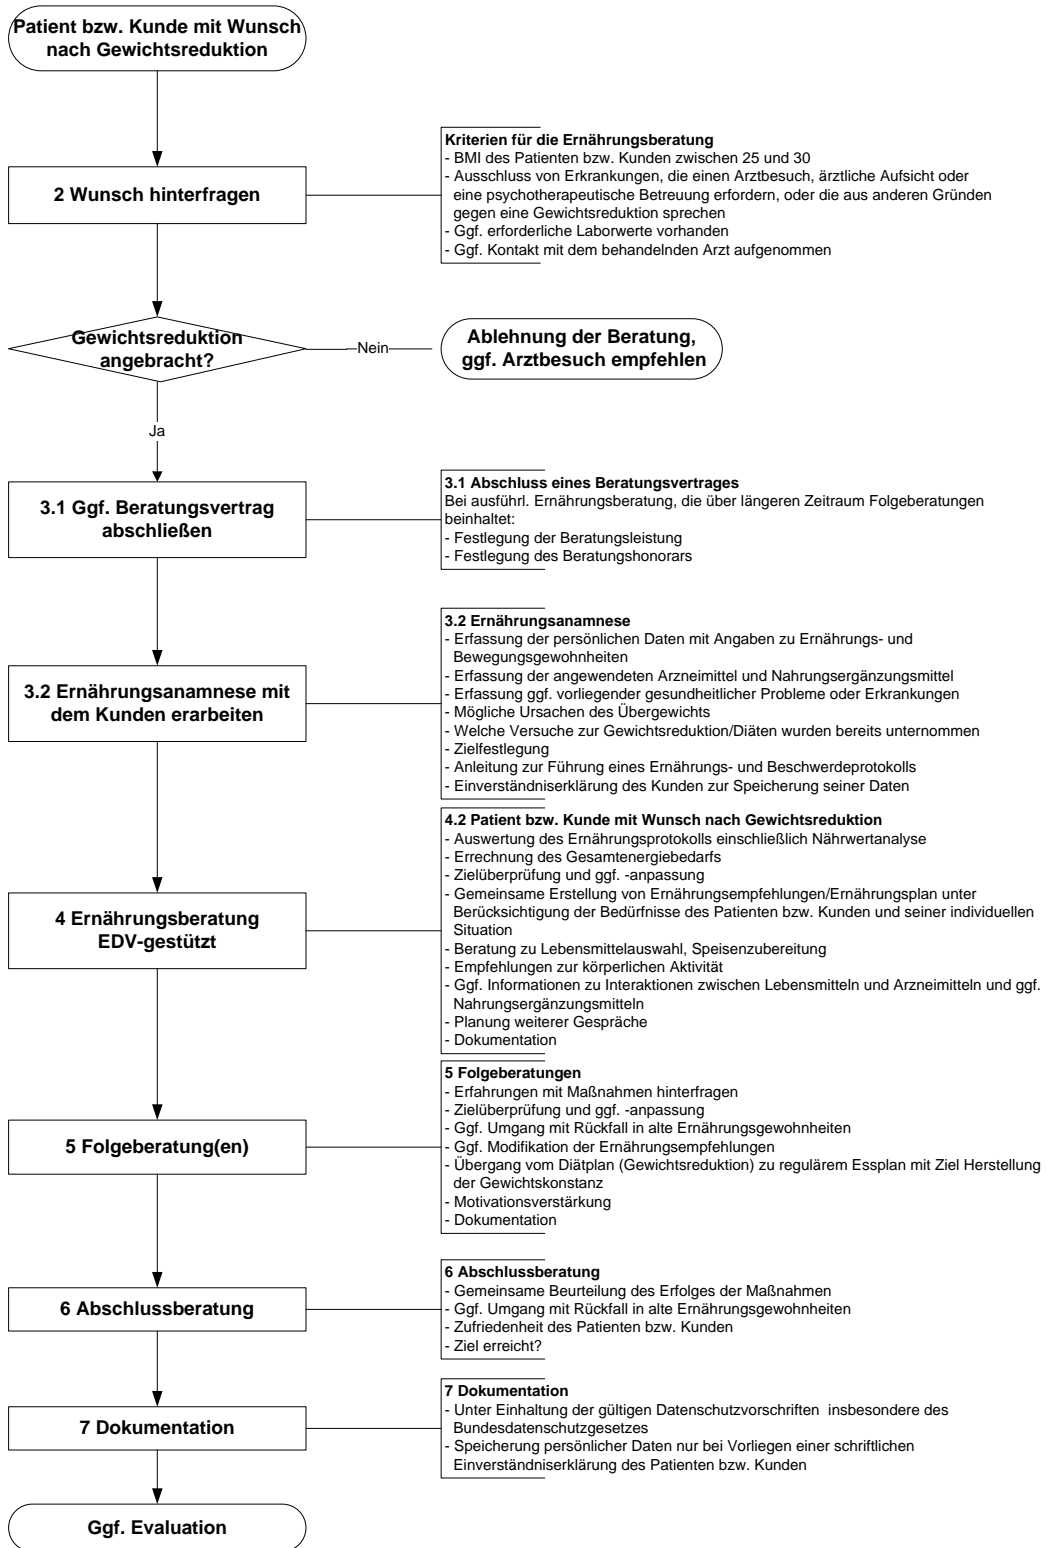 Patient bzw. Kunde mit Wunsch
nach Gewichtsreduktion
2 Wunsch hinterfragen
Kriterien für die Ernährungsberatung
- BMI des Patienten bzw. Kunden zwischen 25 und 30
- Ausschluss von Erkrankungen, die einen Arztbesuch, ärztliche Aufsicht oder
eine psychotherapeutische Betreuung erfordern, oder die aus anderen Gründen
gegen eine Gewichtsreduktion sprechen
- Ggf. erforderliche Laborwerte vorhanden
- Ggf. Kontakt mit dem behandelnden Arzt aufgenommen
Gewichtsreduktion
angebracht?
Nein
Ablehnung der Beratung,
ggf. Arztbesuch empfehlen
Ja
3.1 Ggf. Beratungsvertrag
abschließen
3.1 Abschluss eines Beratungsvertrages
Bei ausführl. Ernährungsberatung, die über längeren Zeitraum Folgeberatungen
beinhaltet:
- Festlegung der Beratungsleistung
- Festlegung des Beratungshonorars
3.2 Ernährungsanamnese mit
dem Kunden erarbeiten
3.2 Ernährungsanamnese
- Erfassung der persönlichen Daten mit Angaben zu Ernährungs- und
Bewegungsgewohnheiten
- Erfassung der angewendeten Arzneimittel und Nahrungsergänzungsmittel
- Erfassung ggf. vorliegender gesundheitlicher Probleme oder Erkrankungen
- Mögliche Ursachen des Übergewichts
- Welche Versuche zur Gewichtsreduktion/Diäten wurden bereits unternommen
- Zielfestlegung
- Anleitung zur Führung eines Ernährungs- und Beschwerdeprotokolls
- Einverständniserklärung des Kunden zur Speicherung seiner Daten
4 Ernährungsberatung
EDV-gestützt
4.2 Patient bzw. Kunde mit Wunsch nach Gewichtsreduktion
- Auswertung des Ernährungsprotokolls einschließlich Nährwertanalyse
- Errechnung des Gesamtenergiebedarfs
- Zielüberprüfung und ggf. -anpassung
- Gemeinsame Erstellung von Ernährungsempfehlungen/Ernährungsplan unter
Berücksichtigung der Bedürfnisse des Patienten bzw. Kunden und seiner individuellen
Situation
- Beratung zu Lebensmittelauswahl, Speisenzubereitung
- Empfehlungen zur körperlichen Aktivität
- Ggf. Informationen zu Interaktionen zwischen Lebensmitteln und Arzneimitteln und ggf.
Nahrungsergänzungsmitteln
- Planung weiterer Gespräche
- Dokumentation
5 Folgeberatung(en)
5 Folgeberatungen
- Erfahrungen mit Maßnahmen hinterfragen
- Zielüberprüfung und ggf. -anpassung
- Ggf. Umgang mit Rückfall in alte Ernährungsgewohnheiten
- Ggf. Modifikation der Ernährungsempfehlungen
- Übergang vom Diätplan (Gewichtsreduktion) zu regulärem Essplan mit Ziel Herstellung
der Gewichtskonstanz
- Motivationsverstärkung
- Dokumentation
6 Abschlussberatung
6 Abschlussberatung
- Gemeinsame Beurteilung des Erfolges der Maßnahmen
- Ggf. Umgang mit Rückfall in alte Ernährungsgewohnheiten
- Zufriedenheit des Patienten bzw. Kunden
- Ziel erreicht?
7 Dokumentation
7 Dokumentation
- Unter Einhaltung der gültigen Datenschutzvorschriften insbesondere des
Bundesdatenschutzgesetzes
- Speicherung persönlicher Daten nur bei Vorliegen einer schriftlichen
Einverständniserklärung des Patienten bzw. Kunden
Ggf. Evaluation